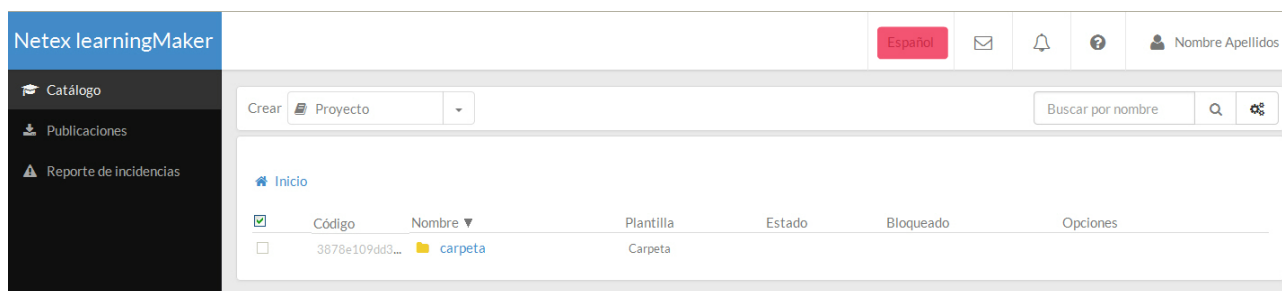 Netex learningMaker
Español
Nombre Apellidos
Catálogo
Publicaciones
Reporte de incidencias
Crear Proyecto
Buscar por nombre
Inicio
Código Nombre ▼ Plantilla Estado Bloqueado Opciones
3878e109dd3... carpeta Carpeta